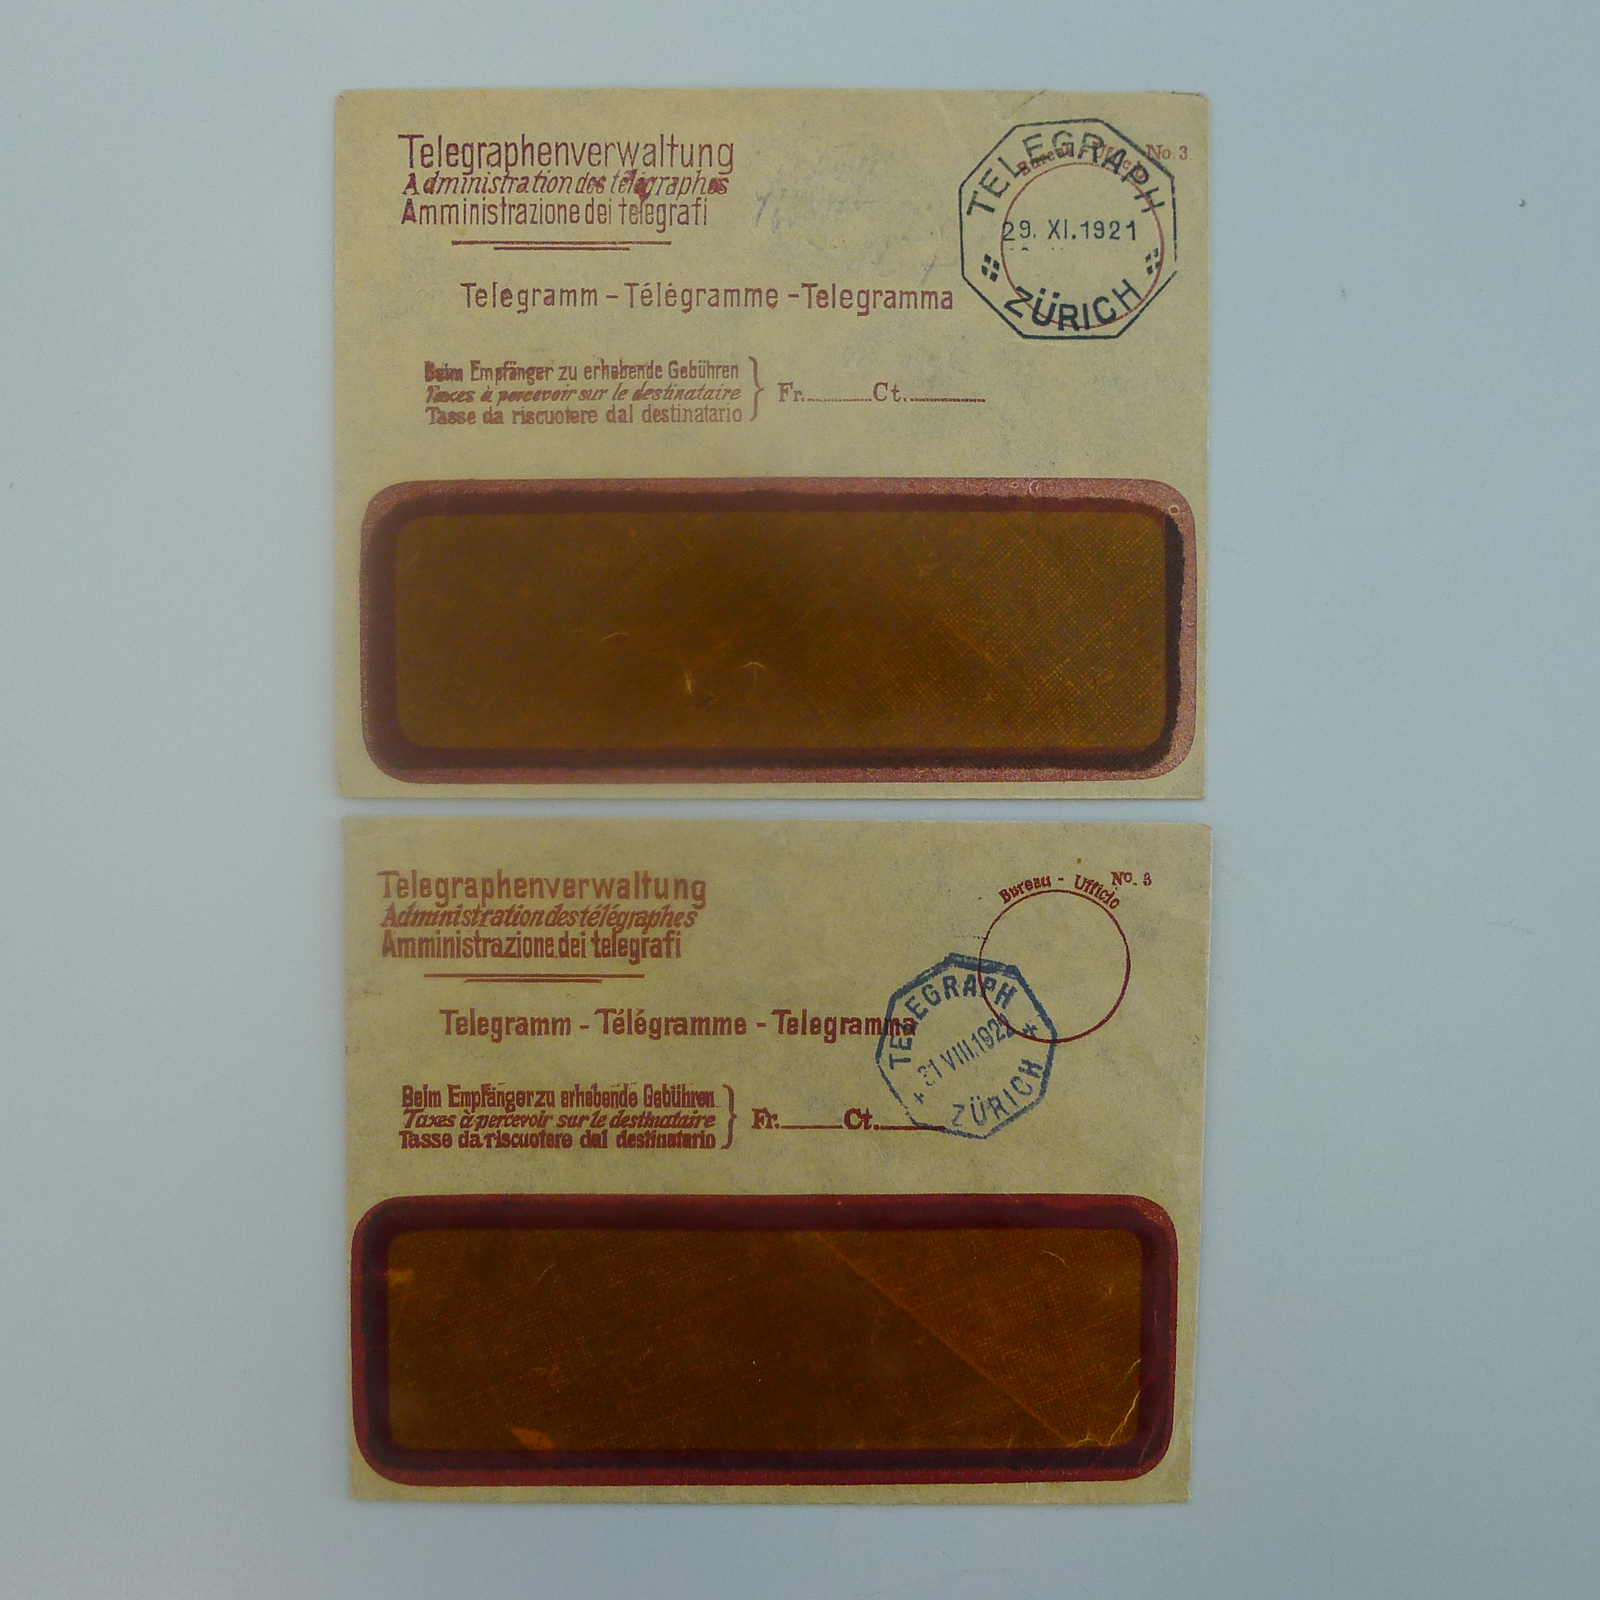 Telegraphenverwaltung
Administration des télégraphes
Amministrazione dei telegrafi
Telegramm - Télégramme - Telegramma
Beim Empfänger zu erhebende Gebühren
Taxes à percevoir sur le destinataire
Tasse da riscuotere dal destinatario
Fr. Ct.
Bureau - Ufficio No. 3
TELEGRAPH
29. XI. 1921
ZÜRICH
Telegraphenverwaltung
Administration des télégraphes
Amministrazione dei telegrafi
Telegramm - Télégramme - Telegramma
Beim Empfänger zu erhebende Gebühren
Taxes à percevoir sur le destinataire
Tasse da riscuotere dal destinatario
Fr. Ct.
Bureau - Ufficio No. 3
TELEGRAPH
31 VIII. 1922
ZÜRICH